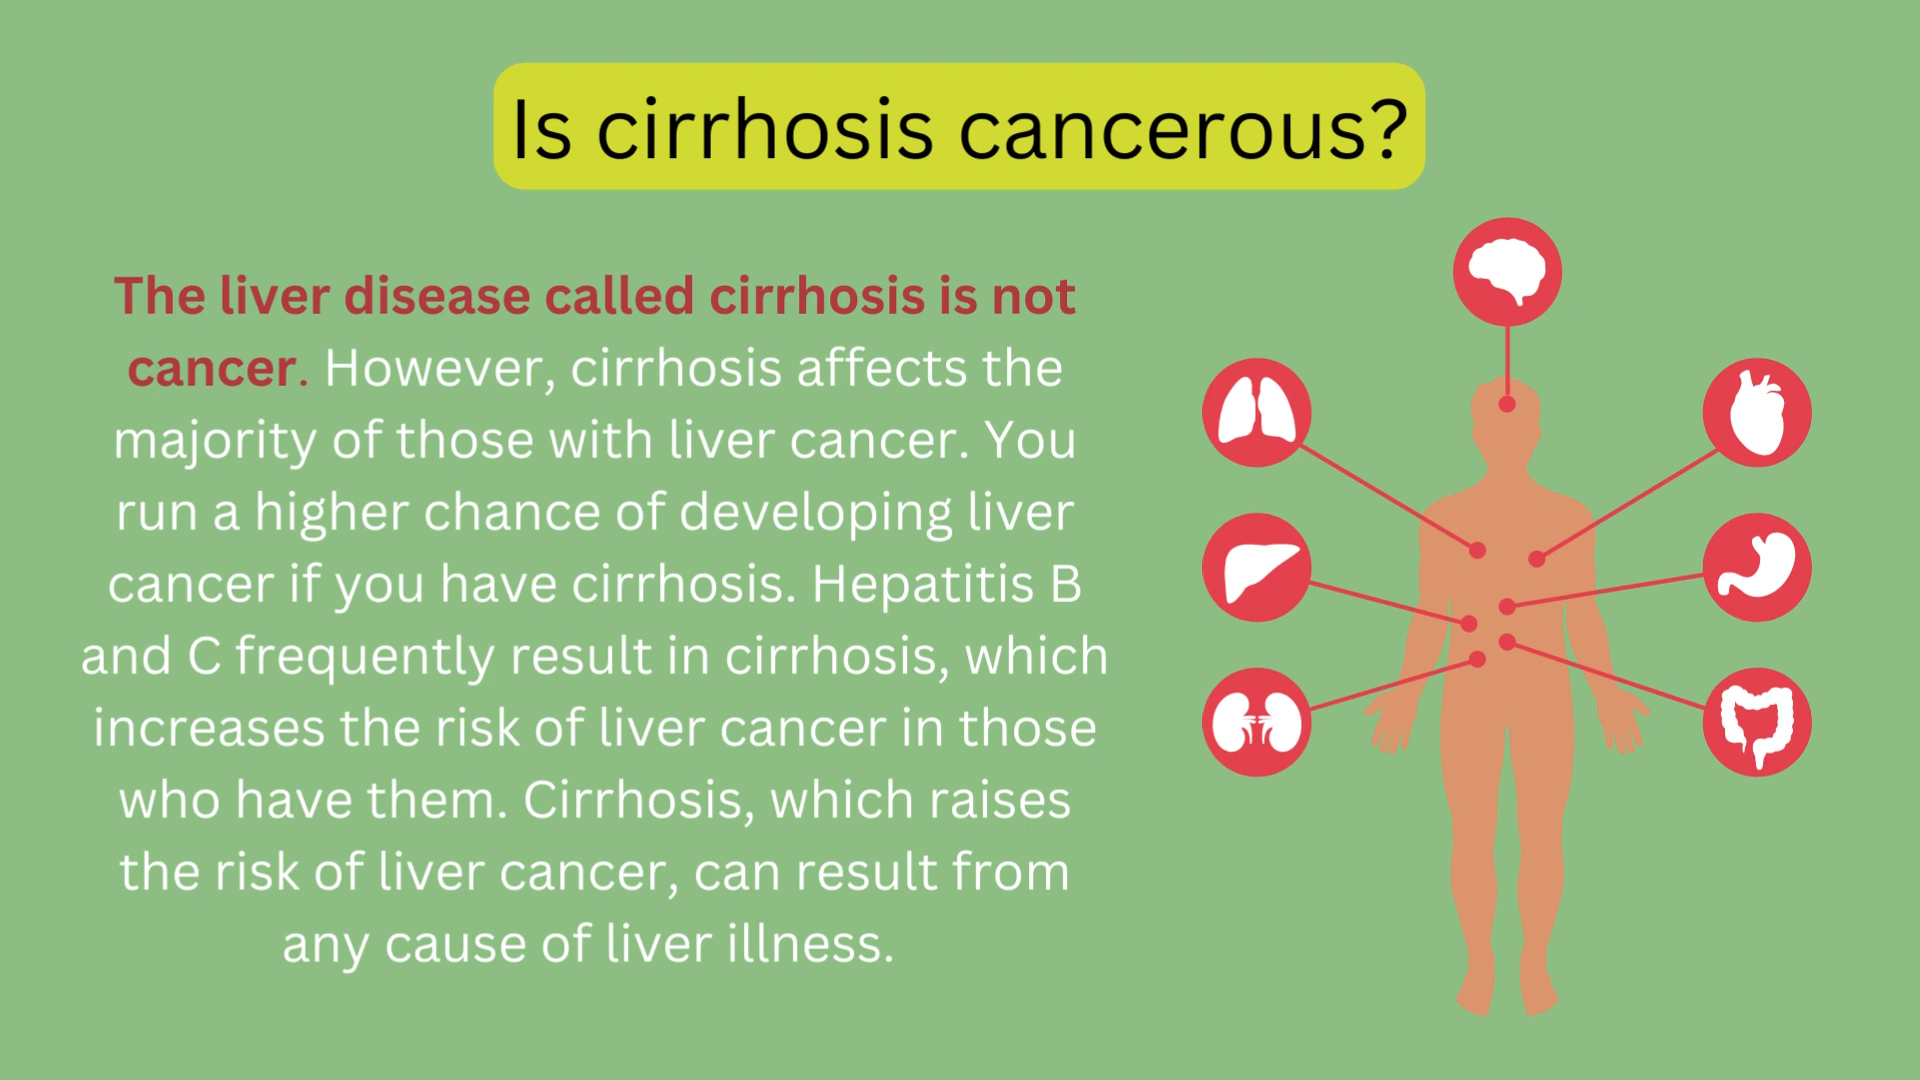 Is cirrhosis cancerous?
The liver disease called cirrhosis is not
cancer. However, cirrhosis affects the
majority of those with liver cancer. You
run a higher chance of developing liver
cancer if you have cirrhosis. Hepatitis B
and C frequently result in cirrhosis, which
increases the risk of liver cancer in those
who have them. Cirrhosis, which raises
the risk of liver cancer, can result from
any cause of liver illness.